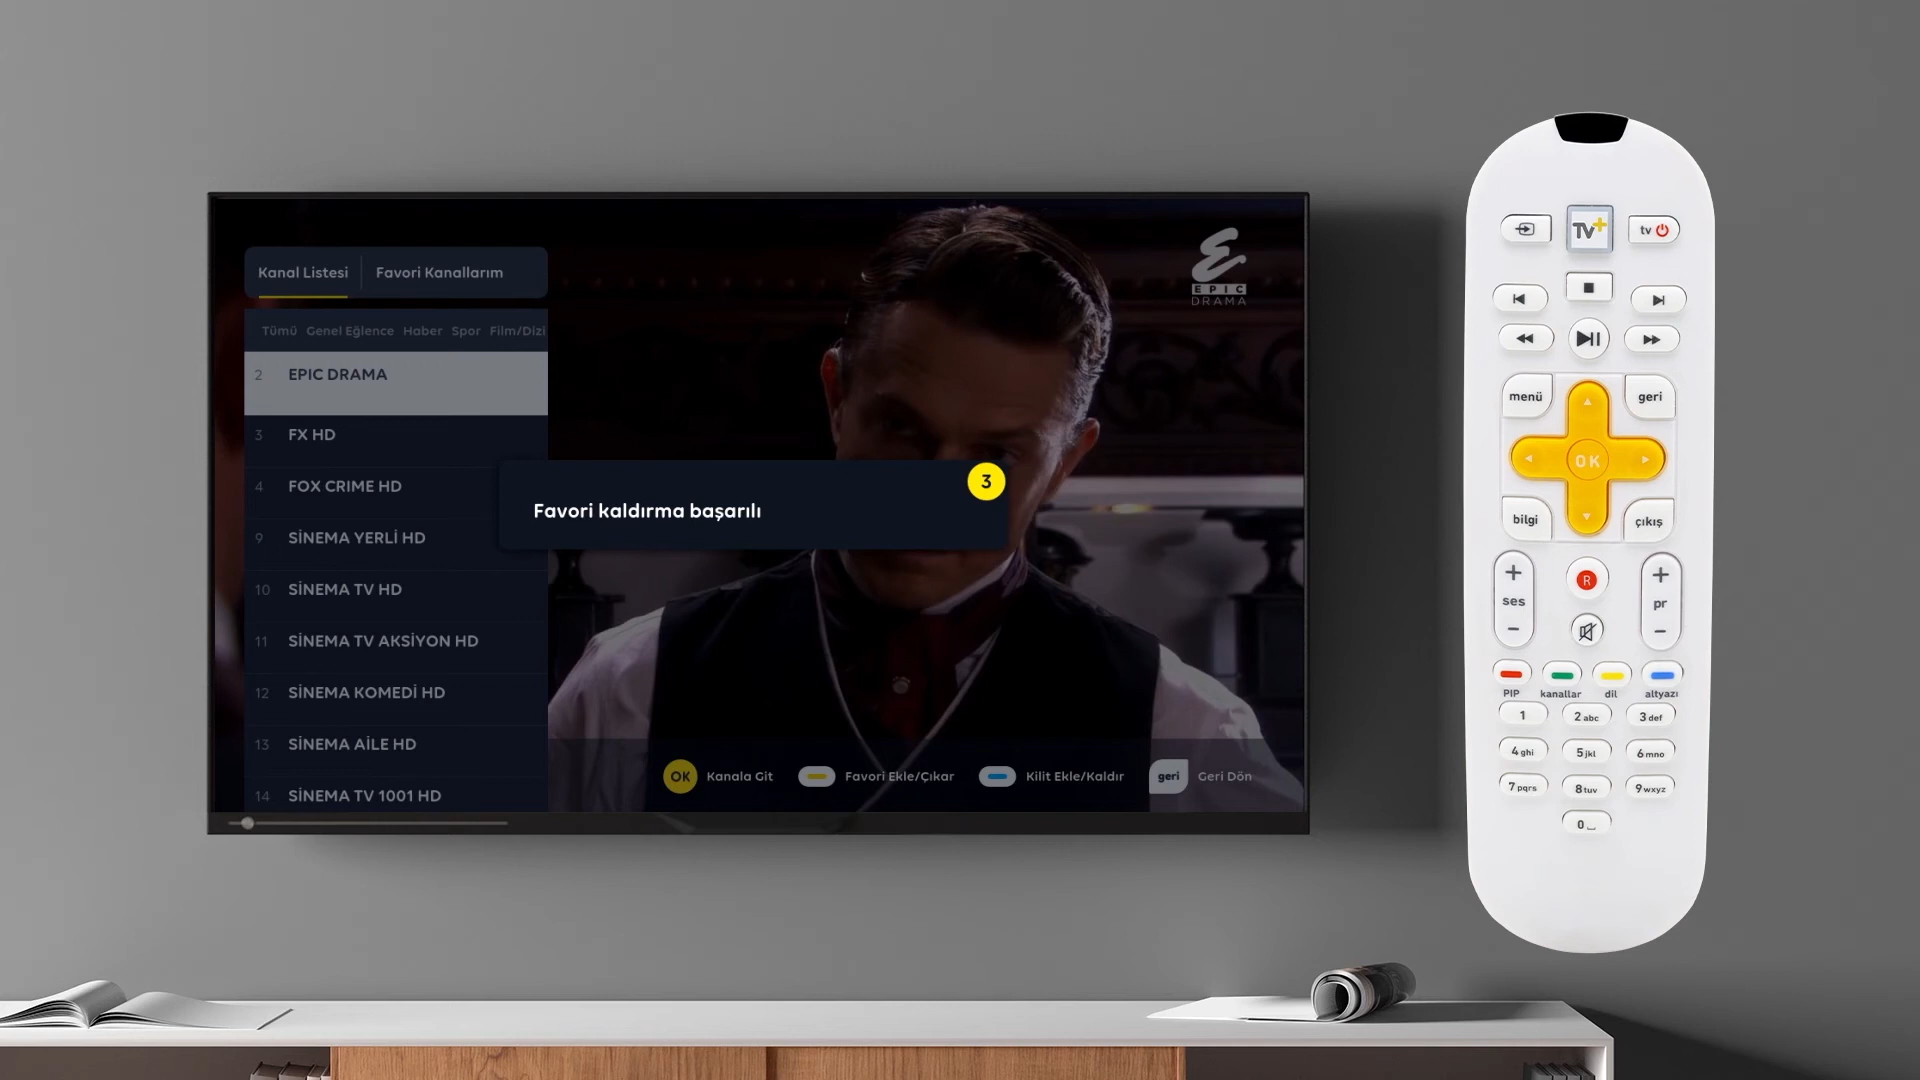 Kanal Listesi
Favori Kanallarım
EPIC
DRAMA
Tümü Genel Eğlence Haber Spor Film/Dizi
2 EPIC DRAMA
3 FX HD
4 FOX CRIME HD
9 SİNEMA YERLİ HD
10 SİNEMA TV HD
11 SİNEMA TV AKSİYON HD
12 SİNEMA KOMEDİ HD
13 SİNEMA AİLE HD
14 SİNEMA TV 1001 HD
3
Favori kaldırma başarılı
OK Kanala Git
Favori Ekle/Çıkar
Kilit Ekle/Kaldır
geri Geri Dön
TV+
tv
menü
geri
OK
bilgi
çıkış
+ ses -
R
+ pr -
PIP kanallar dil altyazı
1 2 abc 3 def
4 ghi 5 jkl 6 mno
7 pqrs 8 tuv 9 wxyz
0